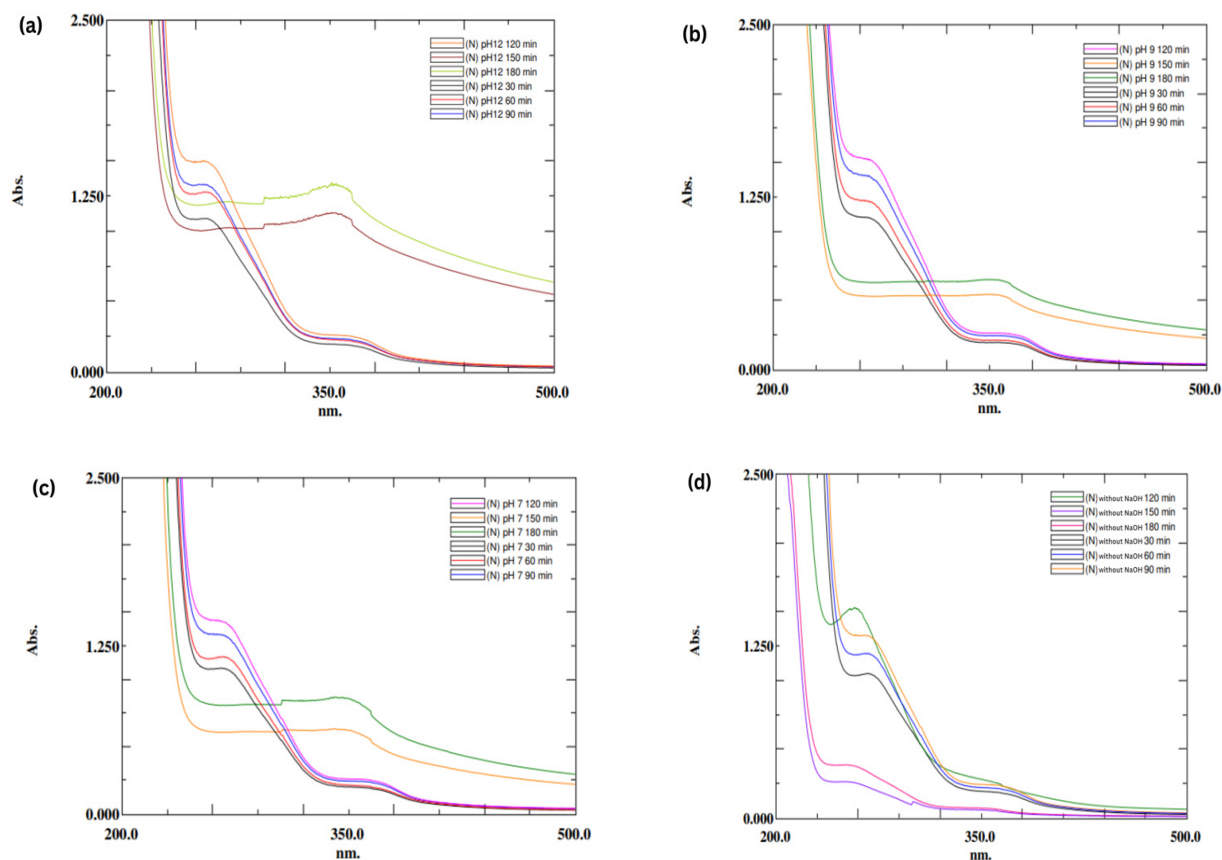 (a)
2.500
(N) pH12 120 min
(N) pH12 150 min
(N) pH12 180 min
(N) pH12 30 min
(N) pH12 60 min
(N) pH12 90 min
Abs.
1.250
0.000
200.0
350.0
500.0
nm.
(b)
2.500
(N) pH 9 120 min
(N) pH 9 150 min
(N) pH 9 180 min
(N) pH 9 30 min
(N) pH 9 60 min
(N) pH 9 90 min
Abs.
1.250
0.000
200.0
350.0
500.0
nm.
(c)
2.500
(N) pH 7 120 min
(N) pH 7 150 min
(N) pH 7 180 min
(N) pH 7 30 min
(N) pH 7 60 min
(N) pH 7 90 min
Abs.
1.250
0.000
200.0
350.0
500.0
nm.
(d)
2.500
(N) without NaOH 120 min
(N) without NaOH 150 min
(N) without NaOH 180 min
(N) without NaOH 30 min
(N) without NaOH 60 min
(N) without NaOH 90 min
Abs.
1.250
0.000
200.0
350.0
500.0
nm.